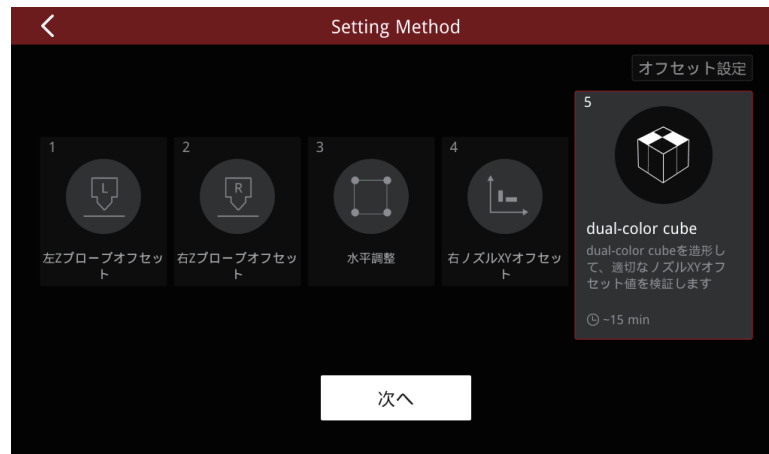 Setting Method
オフセット設定
1
左Zプローブオフセッ
ト
2
右Zプローブオフセッ
ト
3
水平調整
4
右ノズルXYオフセッ
ト
5
dual-color cube
dual-color cubeを造形し
て、適切なノズルXYオフ
セット値を検証します
~15 min
L
R
次へ